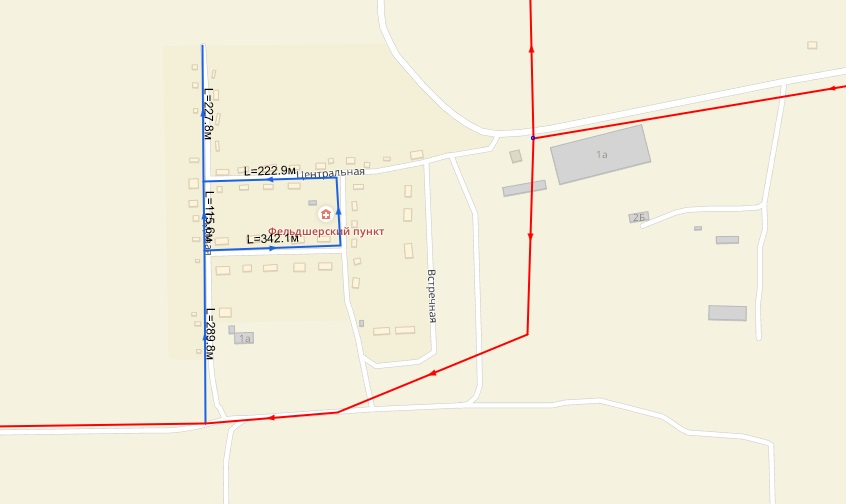 L=227.8м
1а
L=222.9м
Центральная
L=115.6м
2Б
Фельдшерский пункт
L=342.1м
Встречная
L=289.8м
1а